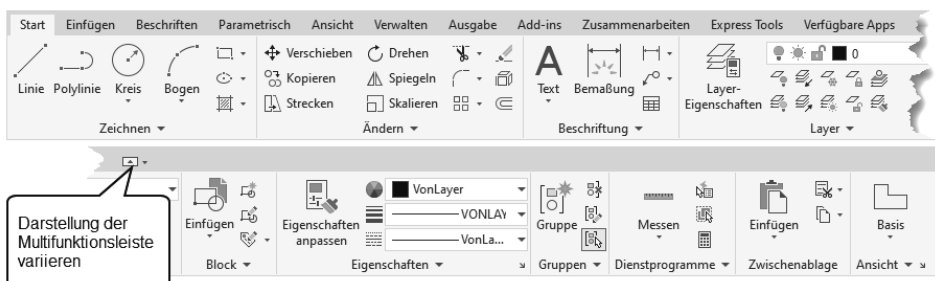 Start Einfügen Beschriften Parametrisch Ansicht Verwalten Ausgabe Add-ins Zusammenarbeiten Express Tools Verfügbare Apps
Linie Polylinie Kreis Bogen
Verschieben Drehen
Kopieren Spiegeln
Strecken Skalieren
Text Bemaßung
Layer-
Eigenschaften
0
Zeichnen Ändern Beschriftung Layer
Darstellung der
Multifunktionsleiste
variieren
Einfügen
Eigenschaften
anpassen
VonLayer
VONLAY
VonLa...
Gruppe
Messen
Einfügen
Basis
Block Eigenschaften Gruppen Dienstprogramme Zwischenablage Ansicht